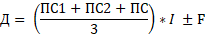 Д = (ПС1 + ПС2 + ПС / 3) * I ± F